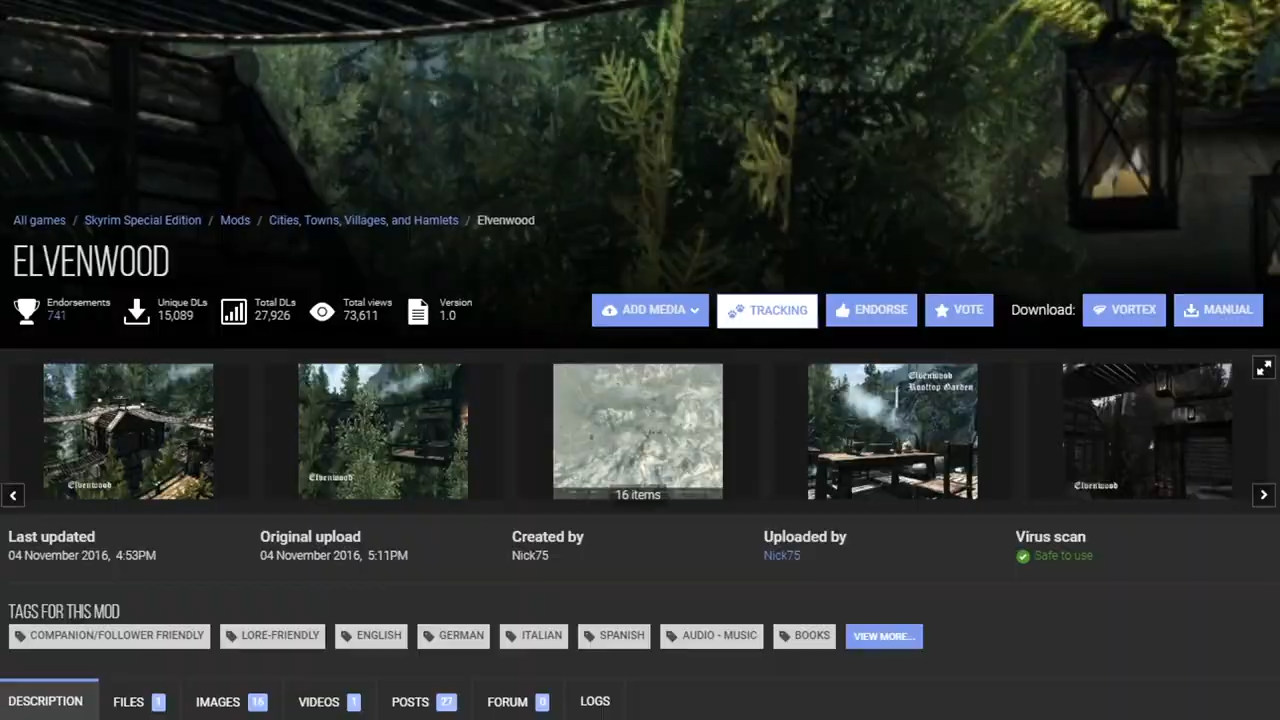 All games / Skyrim Special Edition / Mods / Cities, Towns, Villages, and Hamlets / Elvenwood
ELVENWOOD
Endorsements
741
Unique DLs
15,089
Total DLs
27,926
Total views
73,611
Version
1.0
ADD MEDIA
TRACKING
ENDORSE
VOTE
Download:
VORTEX
MANUAL
Elvenwood
Elvenwood
16 items
Elvenwood
Rooftop Garden
Elvenwood
Last updated
04 November 2016, 4:53PM
Original upload
04 November 2016, 5:11PM
Created by
Nick75
Uploaded by
Nick75
Virus scan
Safe to use
TAGS FOR THIS MOD
COMPANION/FOLLOWER FRIENDLY
LORE-FRIENDLY
ENGLISH
GERMAN
ITALIAN
SPANISH
AUDIO - MUSIC
BOOKS
VIEW MORE...
DESCRIPTION
FILES 1
IMAGES 16
VIDEOS 1
POSTS 27
FORUM 0
LOGS